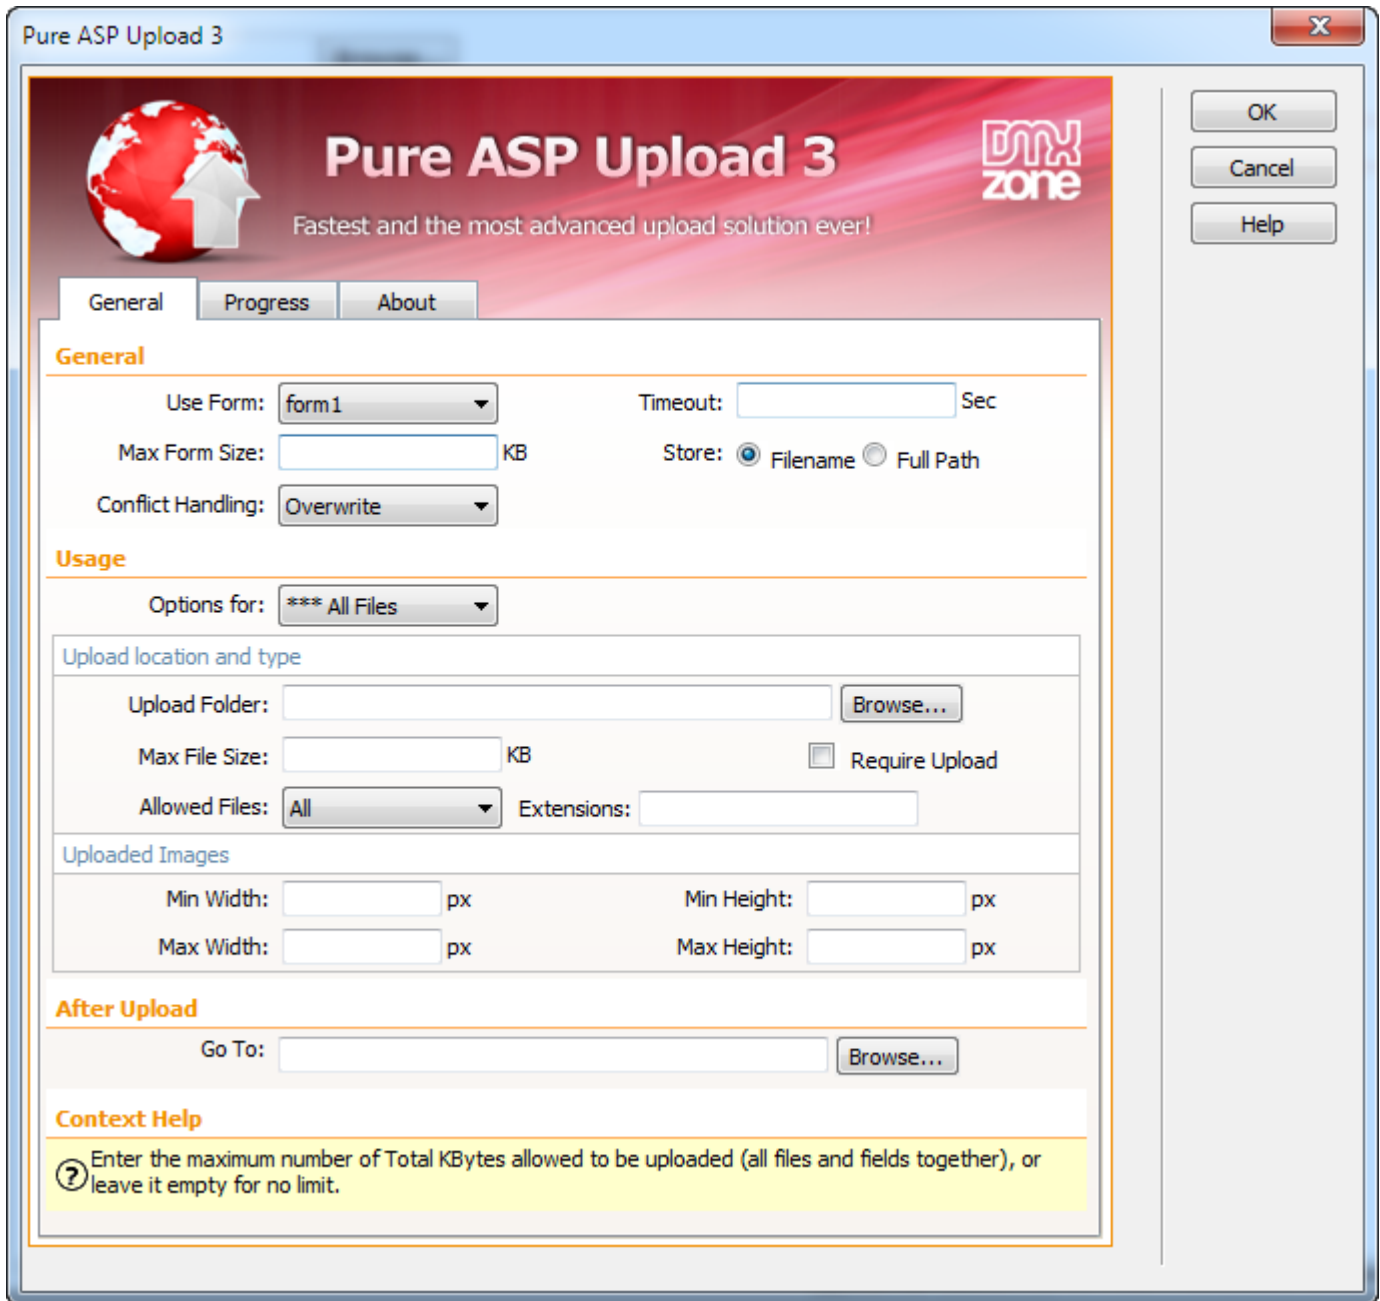 Pure ASP Upload 3
X
Pure ASP Upload 3
DMX
zone
Fastest and the most advanced upload solution ever!
OK
Cancel
Help
General Progress About
General
Use Form: form1 Timeout: Sec
Max Form Size: KB Store: Filename Full Path
Conflict Handling: Overwrite
Usage
Options for: *** All Files
Upload location and type
Upload Folder: Browse...
Max File Size: KB Require Upload
Allowed Files: All Extensions:
Uploaded Images
Min Width: px Min Height: px
Max Width: px Max Height: px
After Upload
Go To: Browse...
Context Help
? Enter the maximum number of Total KBytes allowed to be uploaded (all files and fields together), or
leave it empty for no limit.